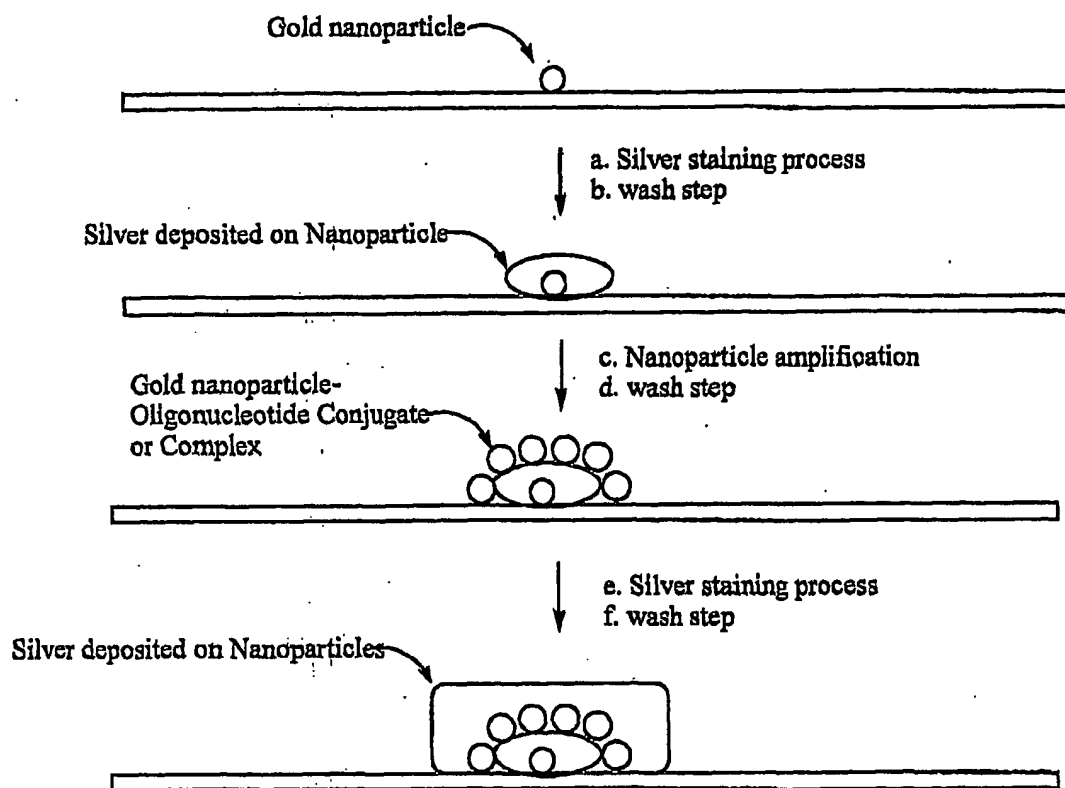 Gold nanoparticle
a. Silver staining process
b. wash step
Silver deposited on Nanoparticle
c. Nanoparticle amplification
d. wash step
Gold nanoparticle-
Oligonucleotide Conjugate
or Complex
e. Silver staining process
f. wash step
Silver deposited on Nanoparticles